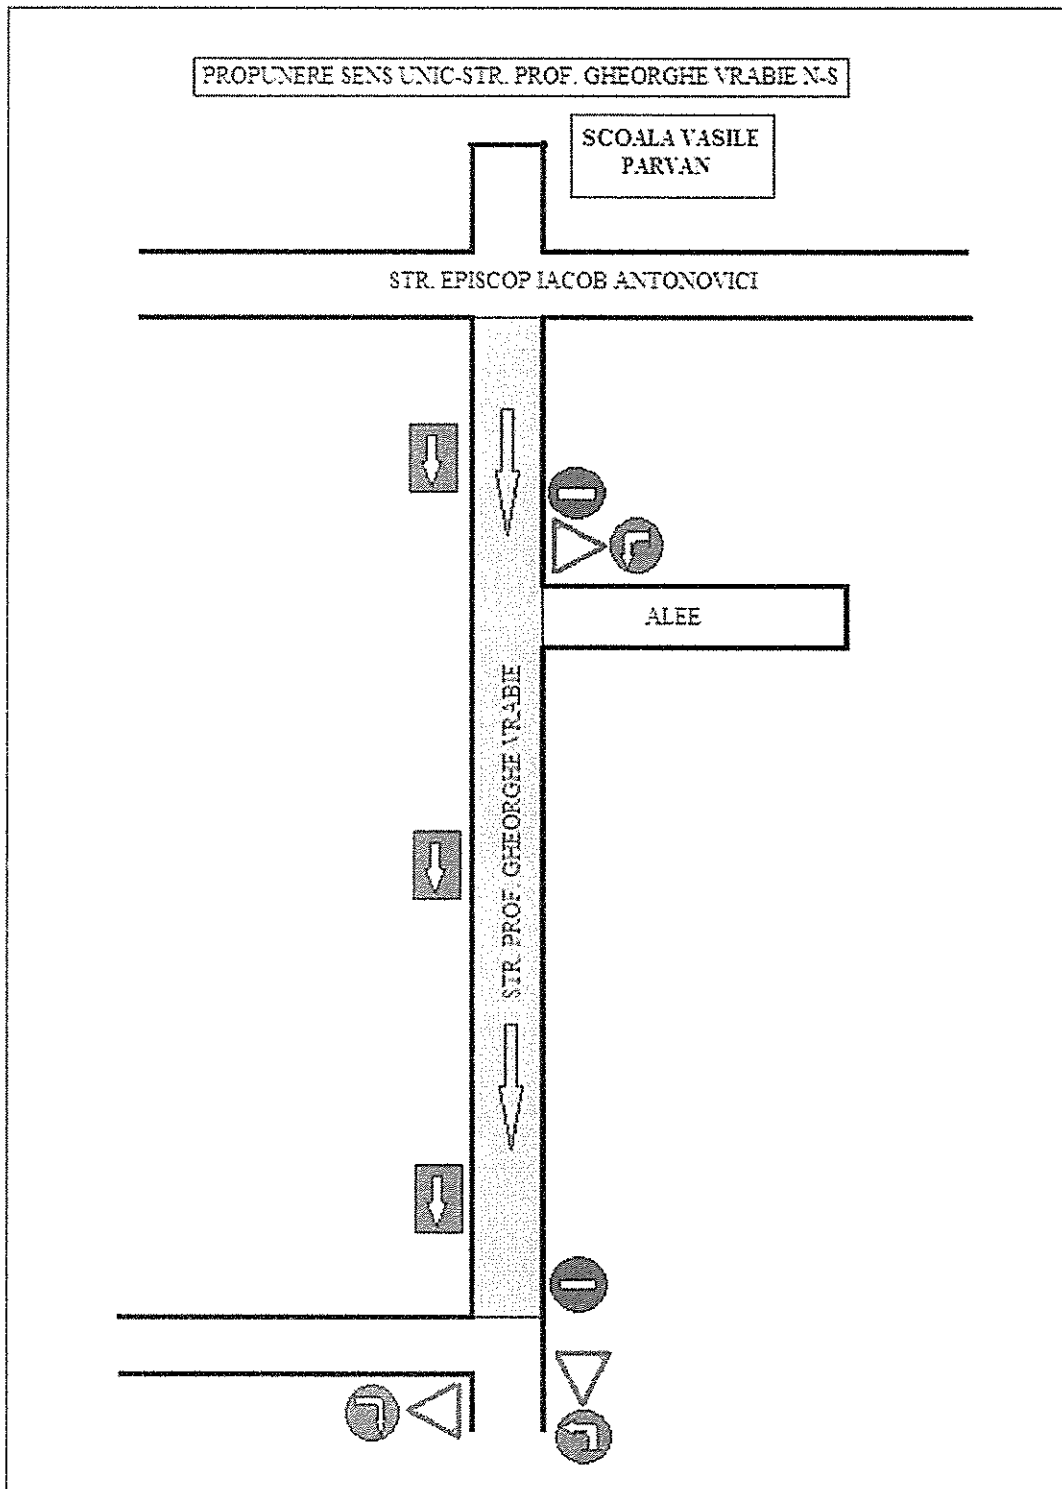 PROPUNERE SENS UNIC-STR. PROF. GHEORGHE VRABIE N-S
SCOALA VASILE
PARVAN
STR. EPISCOP IACOB ANTONOVICI
ALEE
STR. PROF. GHEORGHE VRABIE